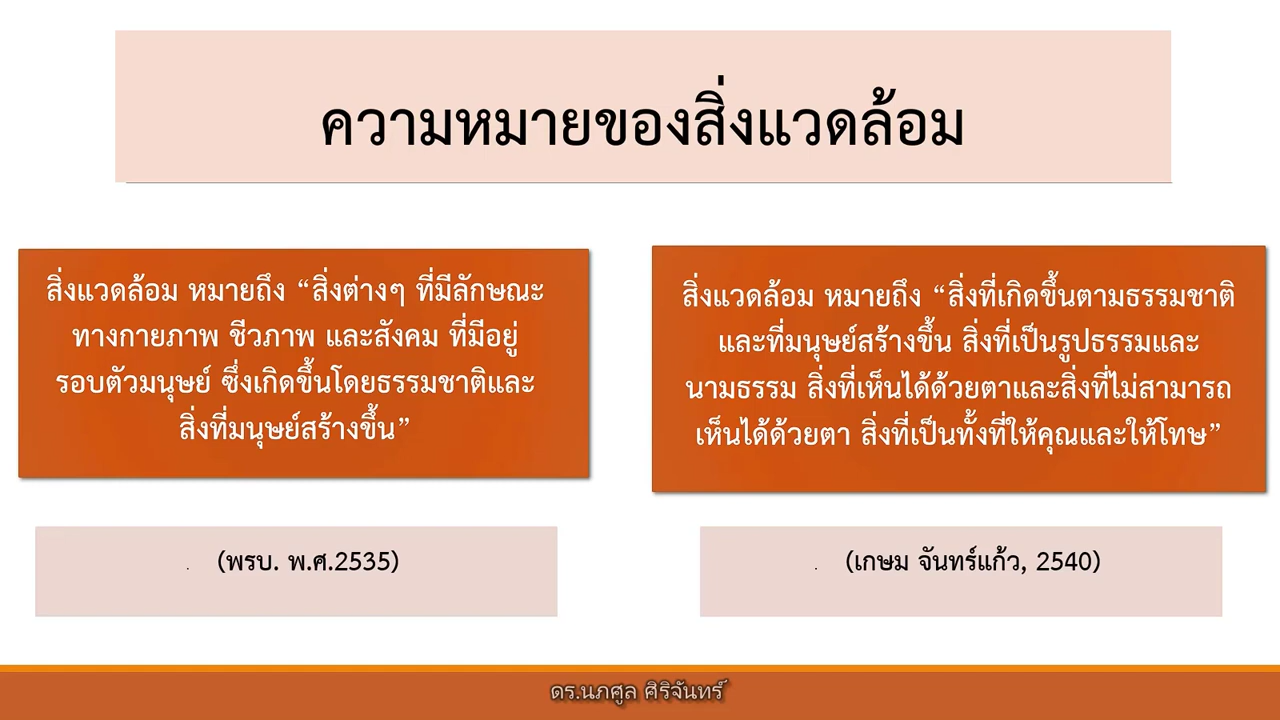 ความหมายของสิ่งแวดล้อม
สิ่งแวดล้อม หมายถึง “สิ่งต่างๆ ที่มีลักษณะ
ทางกายภาพ ชีวภาพ และสังคม ที่มีอยู่
รอบตัวมนุษย์ ซึ่งเกิดขึ้นโดยธรรมชาติและ
สิ่งที่มนุษย์สร้างขึ้น”
(พรบ. พ.ศ.2535)
สิ่งแวดล้อม หมายถึง “สิ่งที่เกิดขึ้นตามธรรมชาติ
และที่มนุษย์สร้างขึ้น สิ่งที่เป็นรูปธรรมและ
นามธรรม สิ่งที่เห็นได้ด้วยตาและสิ่งที่ไม่สามารถ
เห็นได้ด้วยตา สิ่งที่เป็นทั้งที่ให้คุณและให้โทษ”
(เกษม จันทร์แก้ว, 2540)
ดร.นภศูล ศิริจันทร์